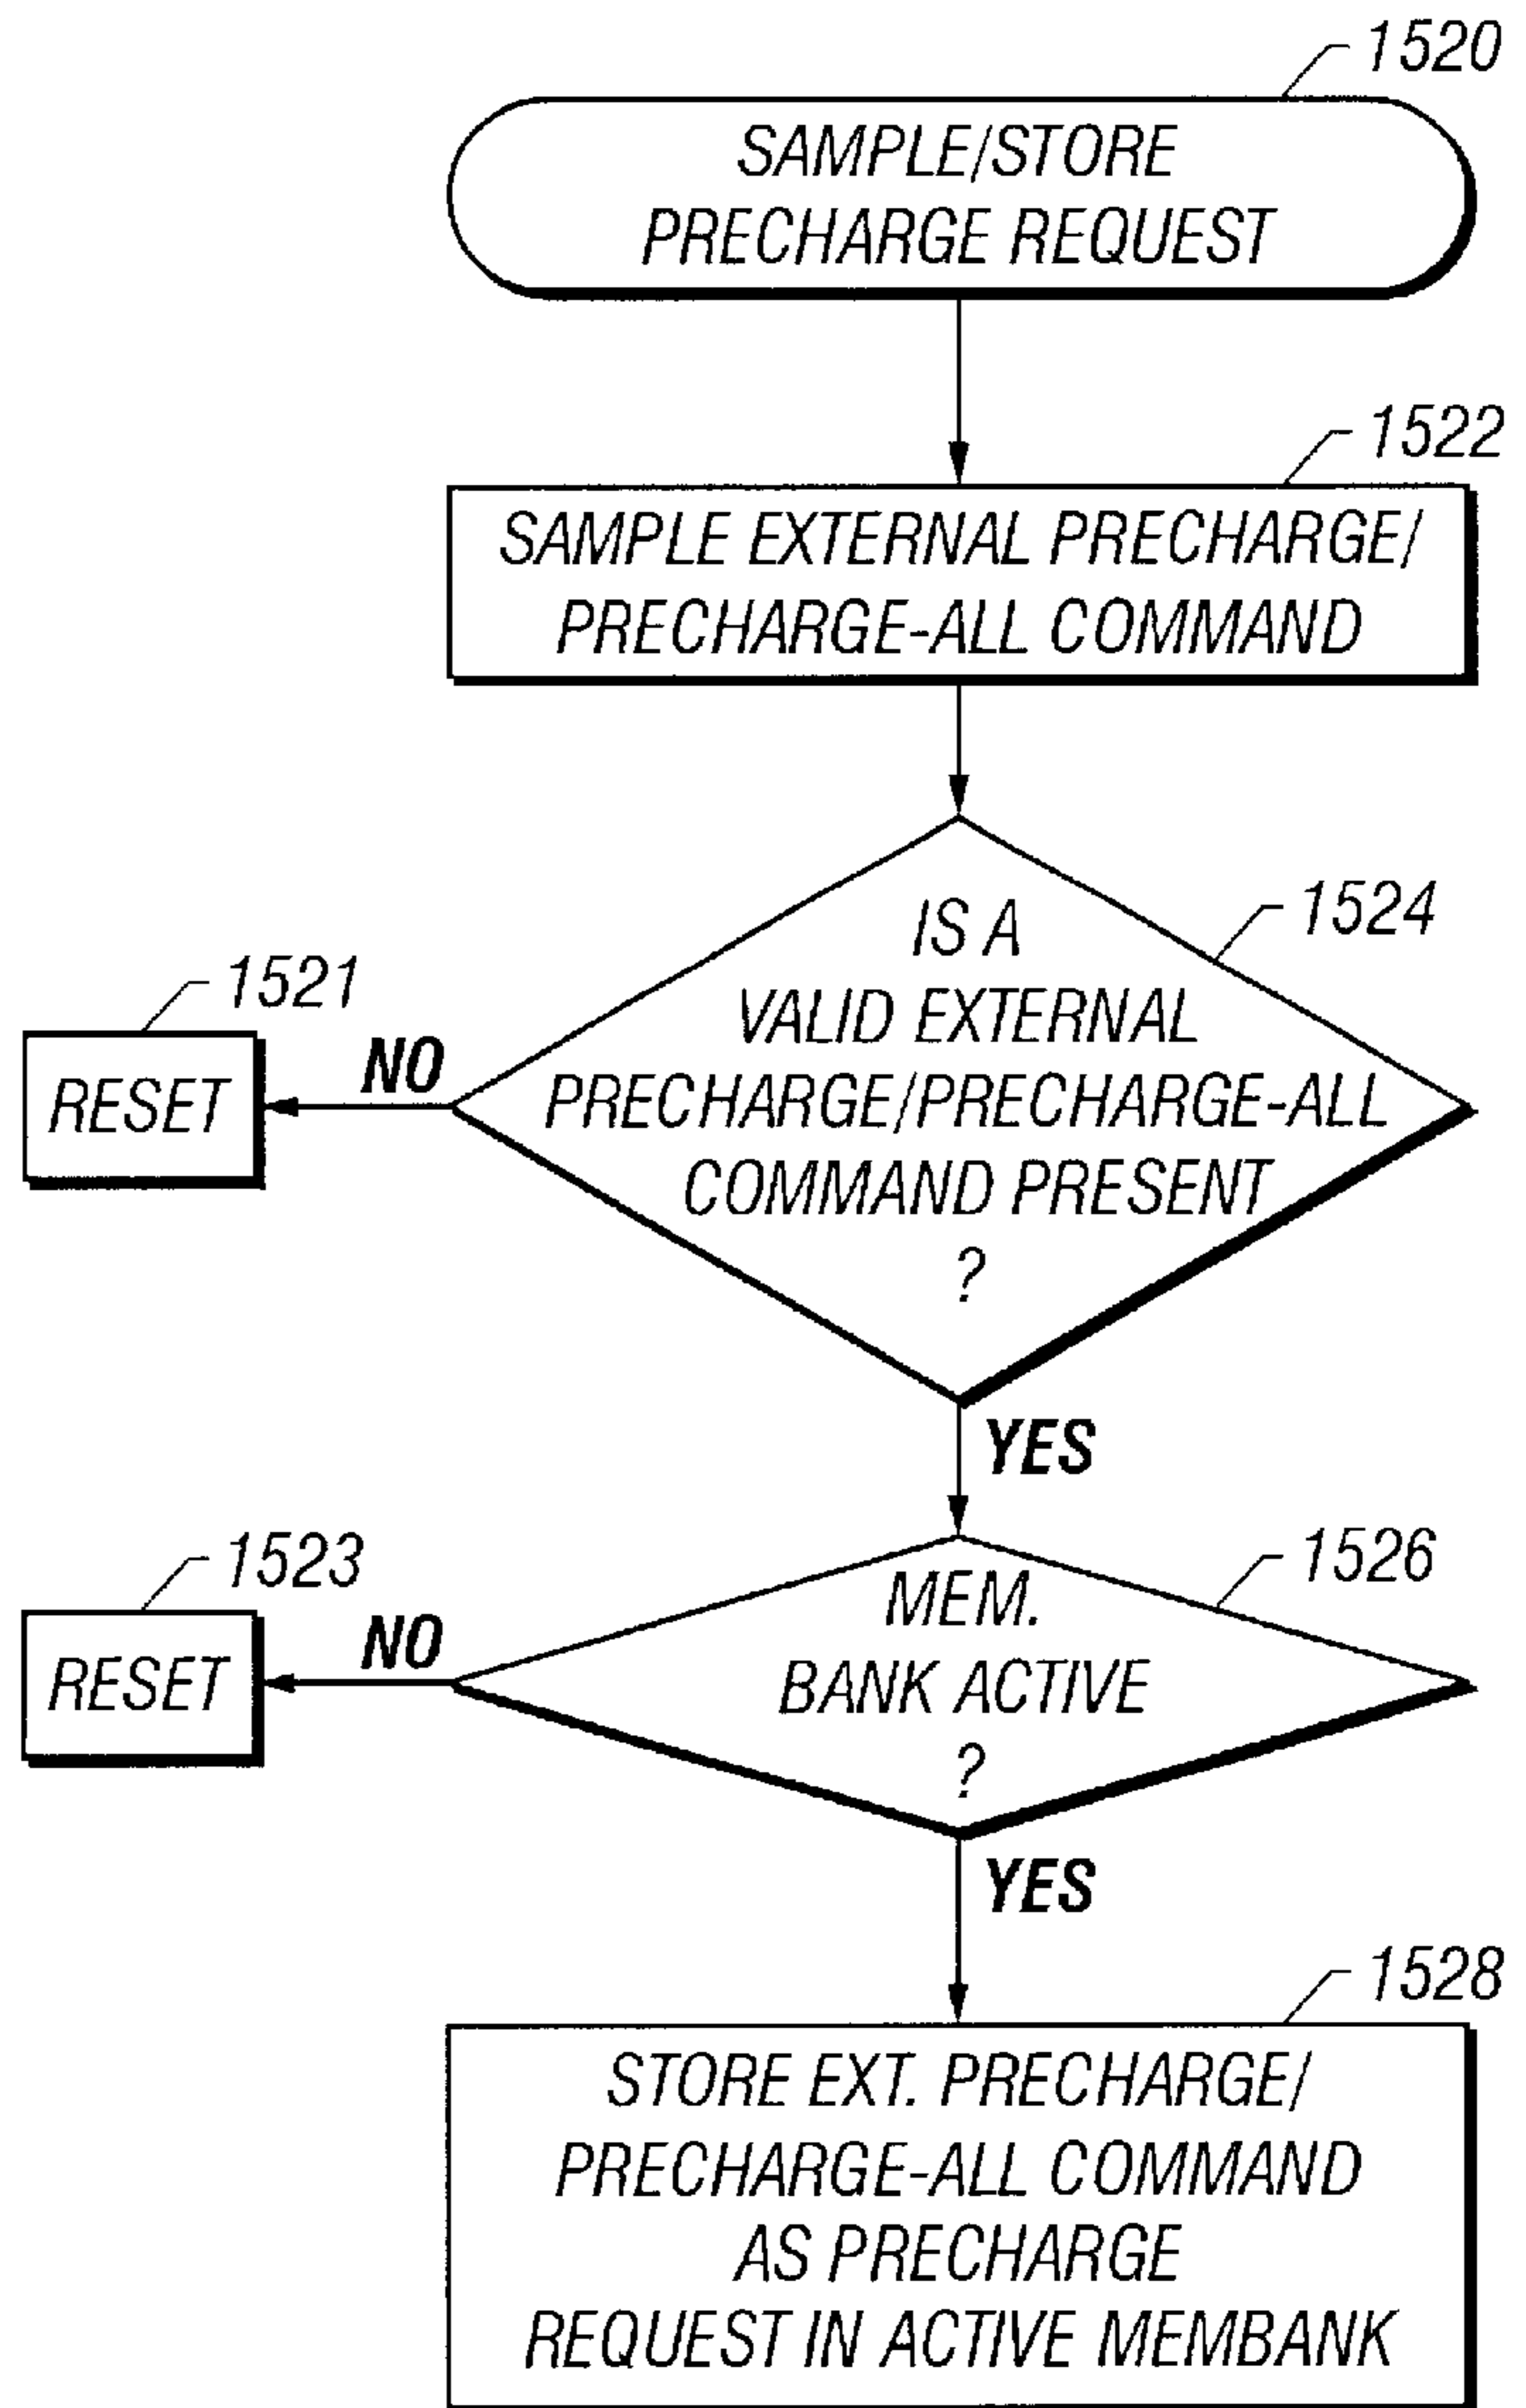 1520
SAMPLE/STORE
PRECHARGE REQUEST
1522
SAMPLE EXTERNAL PRECHARGE/
PRECHARGE-ALL COMMAND
1524
IS A
VALID EXTERNAL
PRECHARGE/PRECHARGE-ALL
COMMAND PRESENT
?
1521
NO
RESET
YES
1526
MEM.
BANK ACTIVE
?
1523
NO
RESET
YES
1528
STORE EXT. PRECHARGE/
PRECHARGE-ALL COMMAND
AS PRECHARGE
REQUEST IN ACTIVE MEMBANK